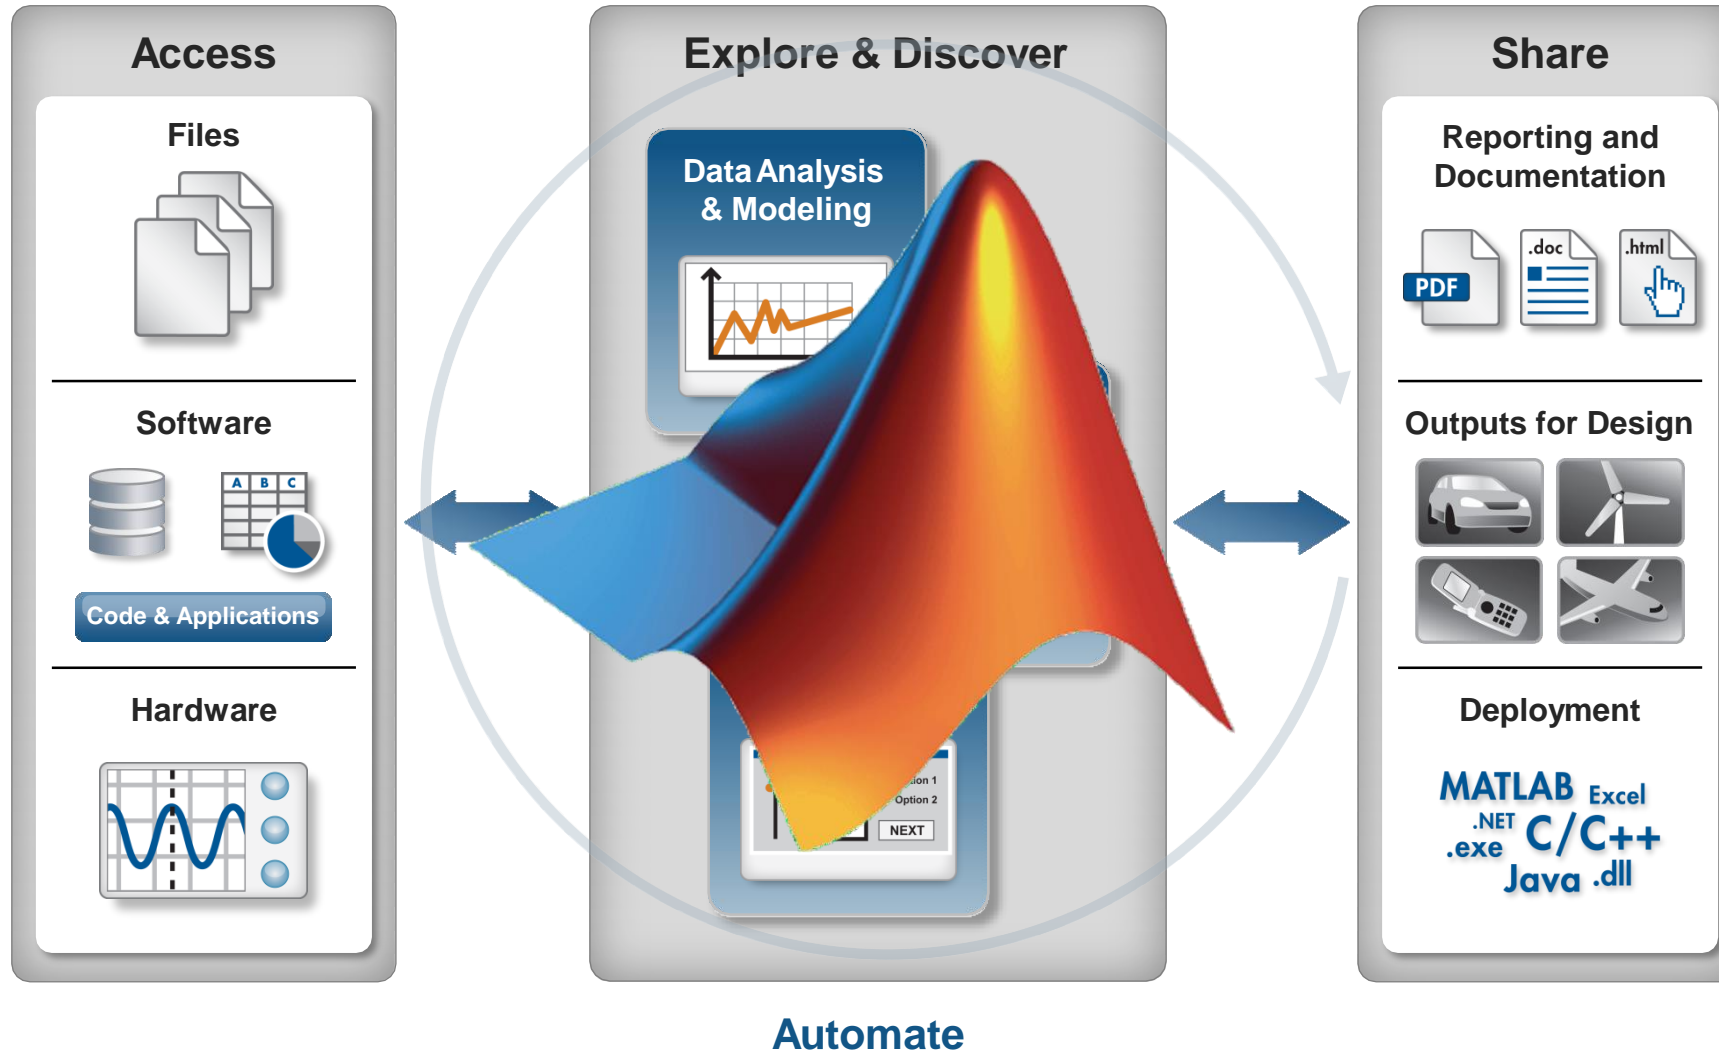 Access
Files
Software
A B C
Code & Applications
Hardware
Explore & Discover
Data Analysis
& Modeling
Option 2
NEXT
Share
Reporting and
Documentation
PDF
.doc
.html
Outputs for Design
Deployment
MATLAB Excel
.NET C/C++
.exe
Java .dll
Automate